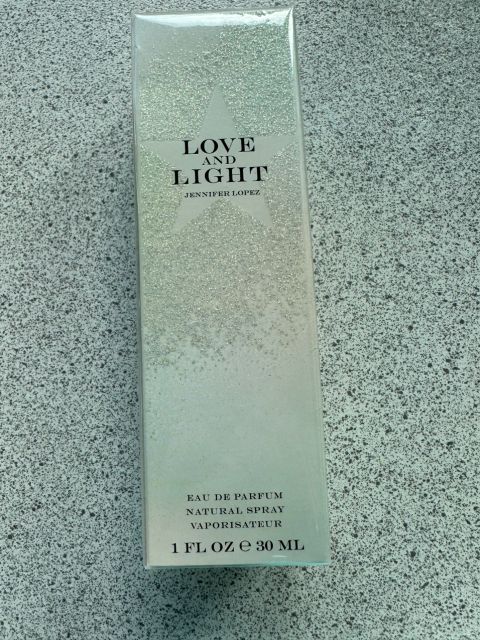 LOVE
AND
LIGHT
JENNIFER LOPEZ
EAU DE PARFUM
NATURAL SPRAY
VAPORISATEUR
1 FL OZ ℮ 30 ML